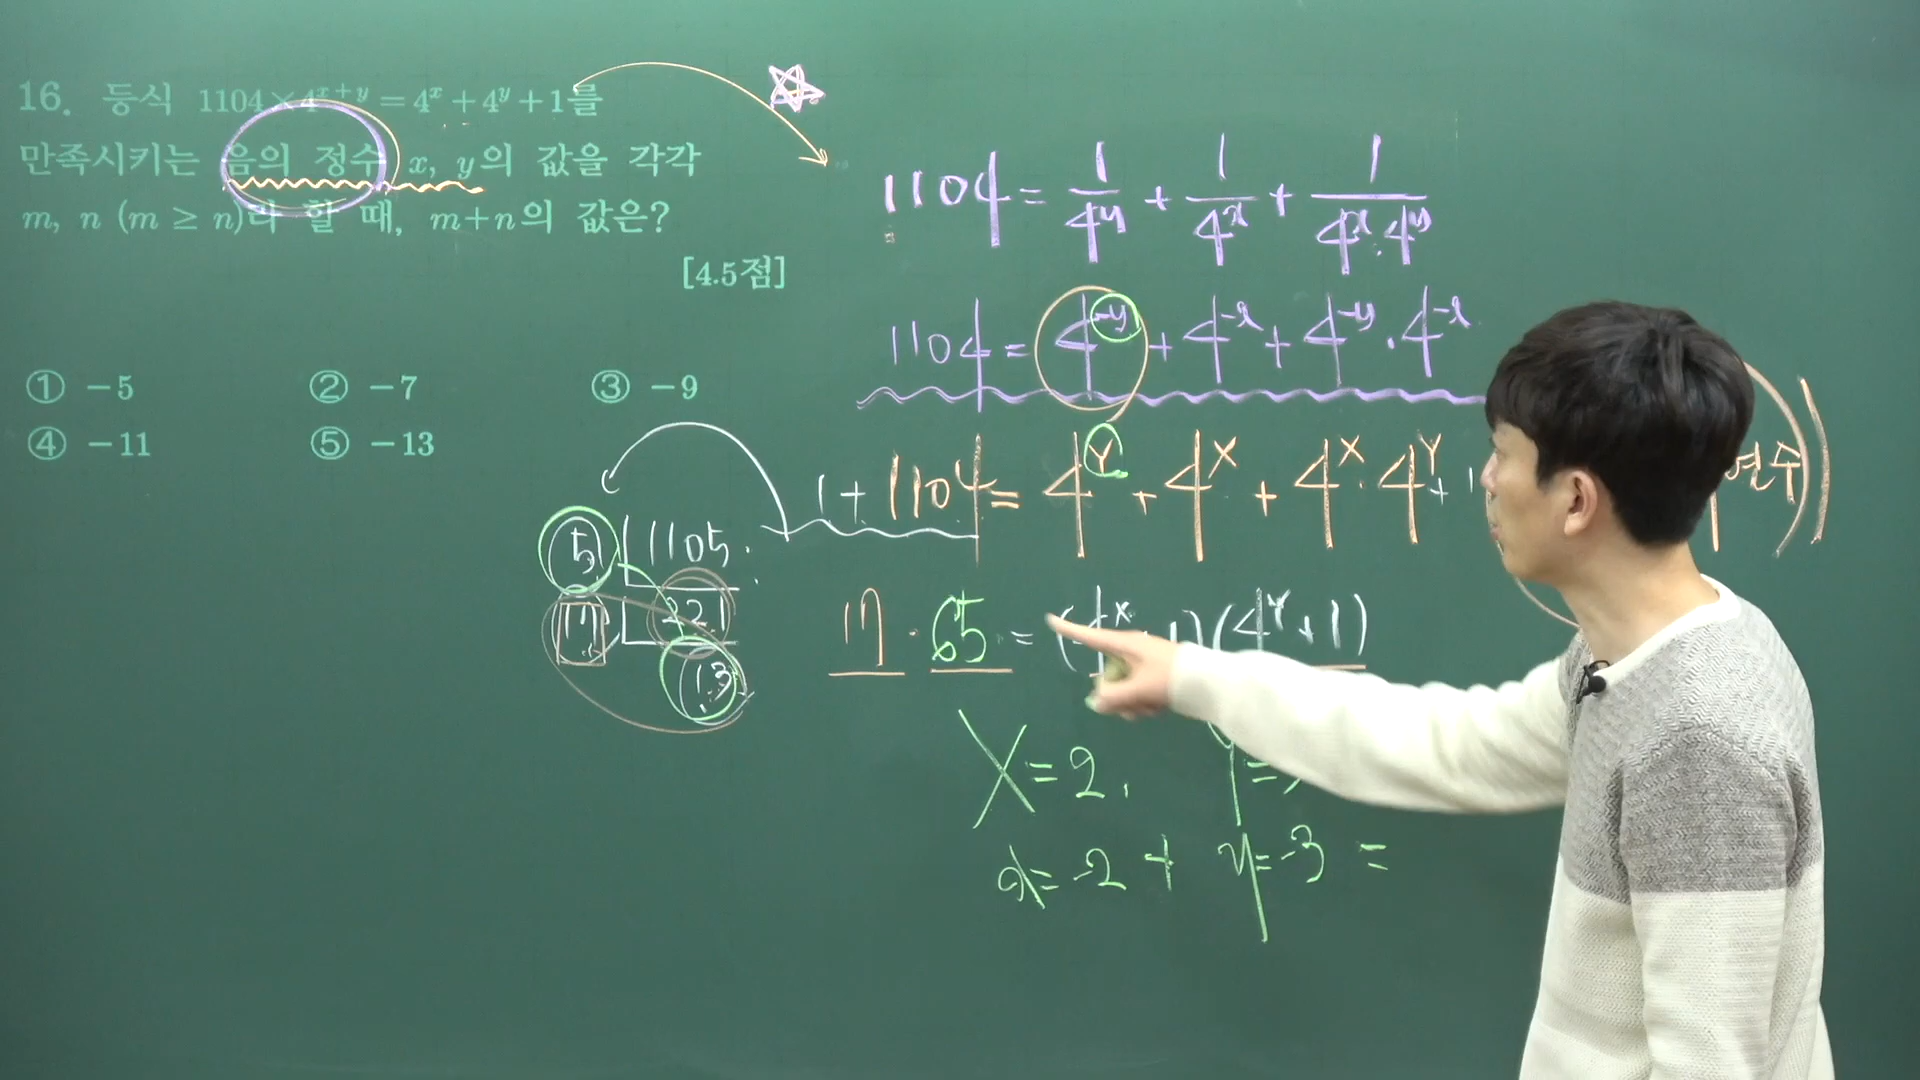 16. 등식 1104×4^{x+y}=4^x+4^y+1를
만족시키는 음의 정수 x, y의 값을 각각
m, n (m ≥ n)라 할 때, m+n의 값은?
[4.5점]
① −5 ② −7 ③ −9
④ −11 ⑤ −13
1104 = 1/4^y + 1/4^x + 1/(4^x · 4^y)
1104 = 4^{-y} + 4^{-x} + 4^{-y} · 4^{-x}
1 + 1104 = 4^Y + 4^X + 4^X · 4^Y + 1
연수)
5 | 1105
17 | 221
13
17 · 65 = (4^X + 1)(4^Y + 1)
X = 2, Y =
x = -2 + y = -3 =